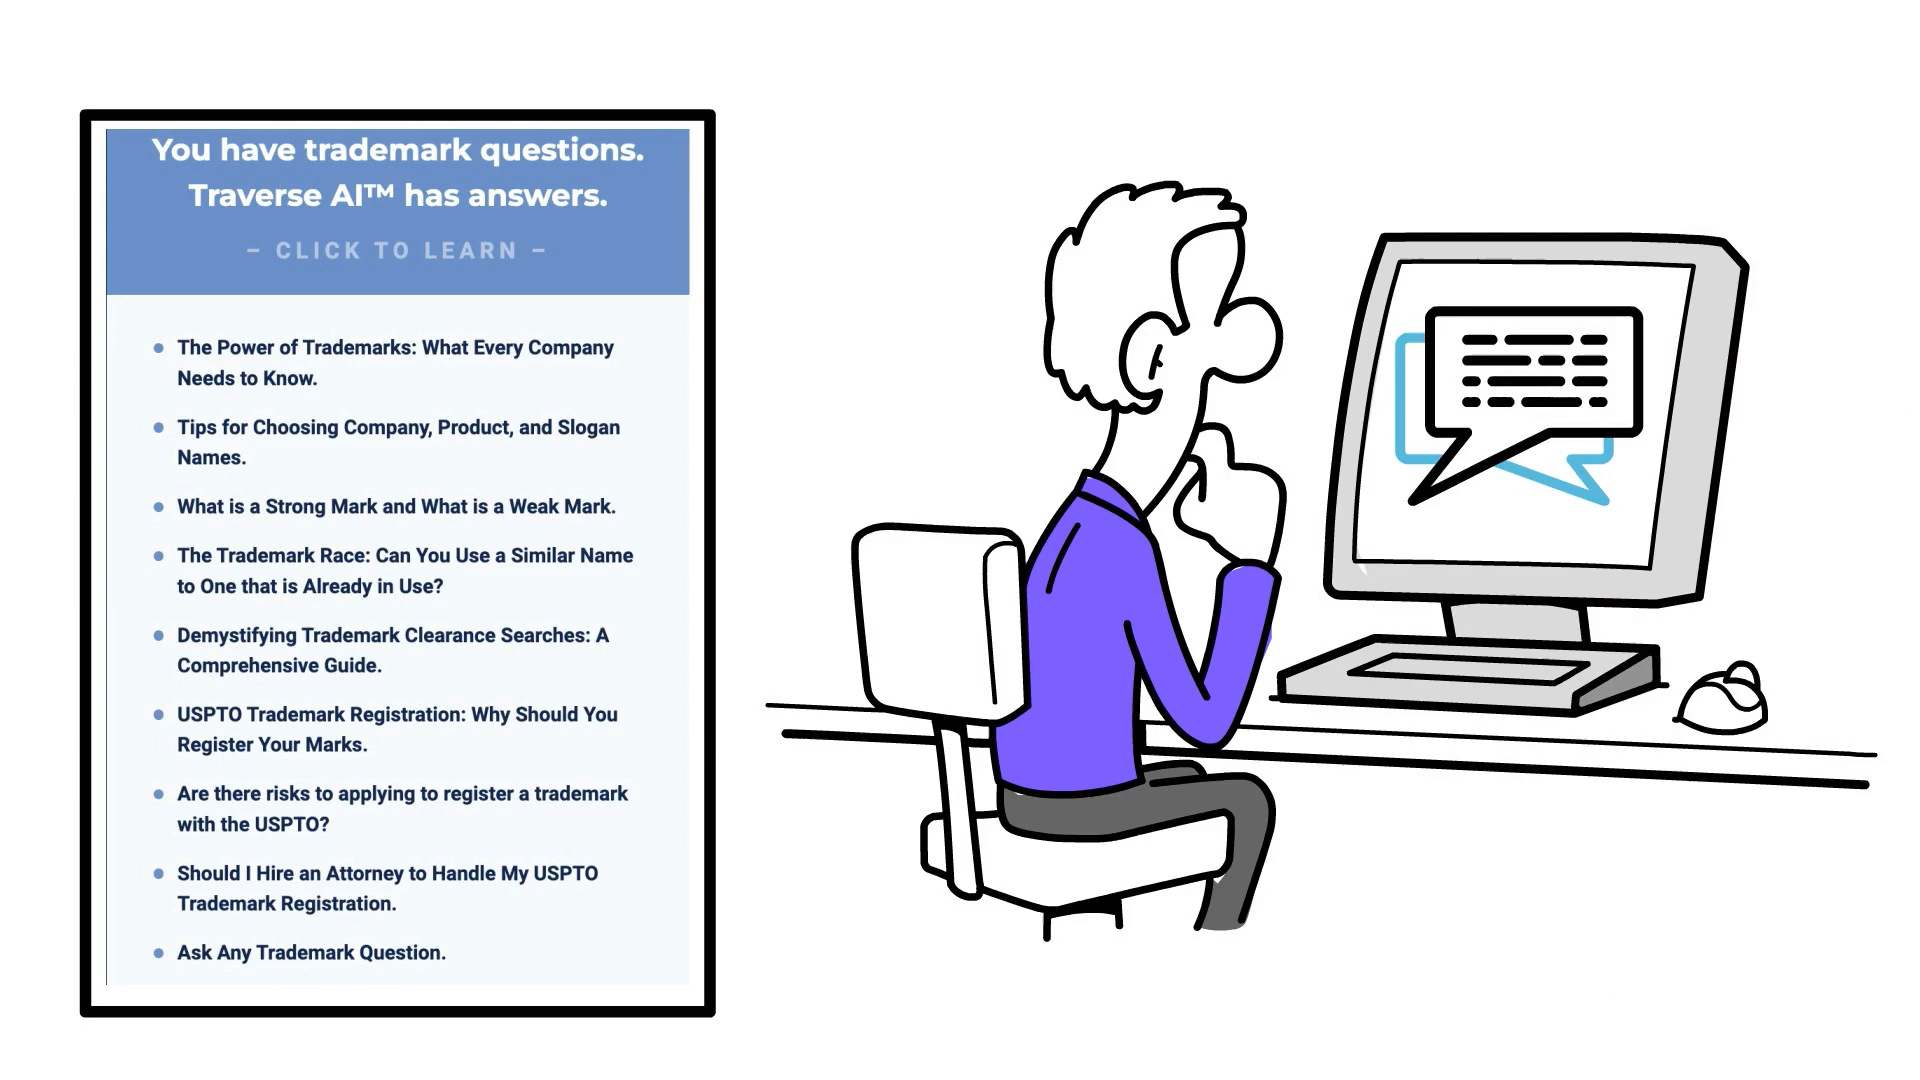 You have trademark questions.
Traverse AI™ has answers.
– CLICK TO LEARN –
The Power of Trademarks: What Every Company
Needs to Know.
Tips for Choosing Company, Product, and Slogan
Names.
What is a Strong Mark and What is a Weak Mark.
The Trademark Race: Can You Use a Similar Name
to One that is Already in Use?
Demystifying Trademark Clearance Searches: A
Comprehensive Guide.
USPTO Trademark Registration: Why Should You
Register Your Marks.
Are there risks to applying to register a trademark
with the USPTO?
Should I Hire an Attorney to Handle My USPTO
Trademark Registration.
Ask Any Trademark Question.